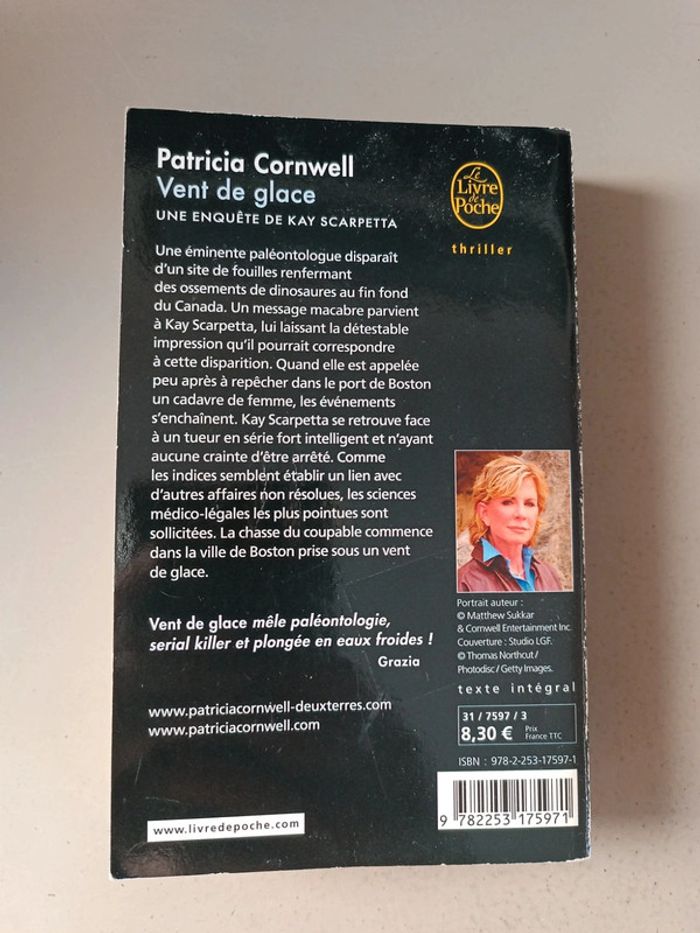 Patricia Cornwell
Vent de glace
UNE ENQUÊTE DE KAY SCARPETTA
Le
Livre
de
Poche
thriller
Une éminente paléontologue disparaît
d'un site de fouilles renfermant
des ossements de dinosaures au fin fond
du Canada. Un message macabre parvient
à Kay Scarpetta, lui laissant la détestable
impression qu'il pourrait correspondre
à cette disparition. Quand elle est appelée
peu après à repêcher dans le port de Boston
un cadavre de femme, les événements
s'enchaînent. Kay Scarpetta se retrouve face
à un tueur en série fort intelligent et n'ayant
aucune crainte d'être arrêté. Comme
les indices semblent établir un lien avec
d'autres affaires non résolues, les sciences
médico-légales les plus pointues sont
sollicitées. La chasse du coupable commence
dans la ville de Boston prise sous un vent
de glace.
Vent de glace mêle paléontologie,
serial killer et plongée en eaux froides !
Grazia
www.patriciacornwell-deuxterres.com
www.patriciacornwell.com
www.livredepoche.com
Portrait auteur :
© Matthew Sukkar
& Cornwell Entertainment Inc.
Couverture : Studio LGF.
© Thomas Northcut /
Photodisc / Getty Images.
texte intégral
31 / 7597 / 3
8,30 € Prix
France TTC
ISBN : 978-2-253-17597-1
9 782253 175971